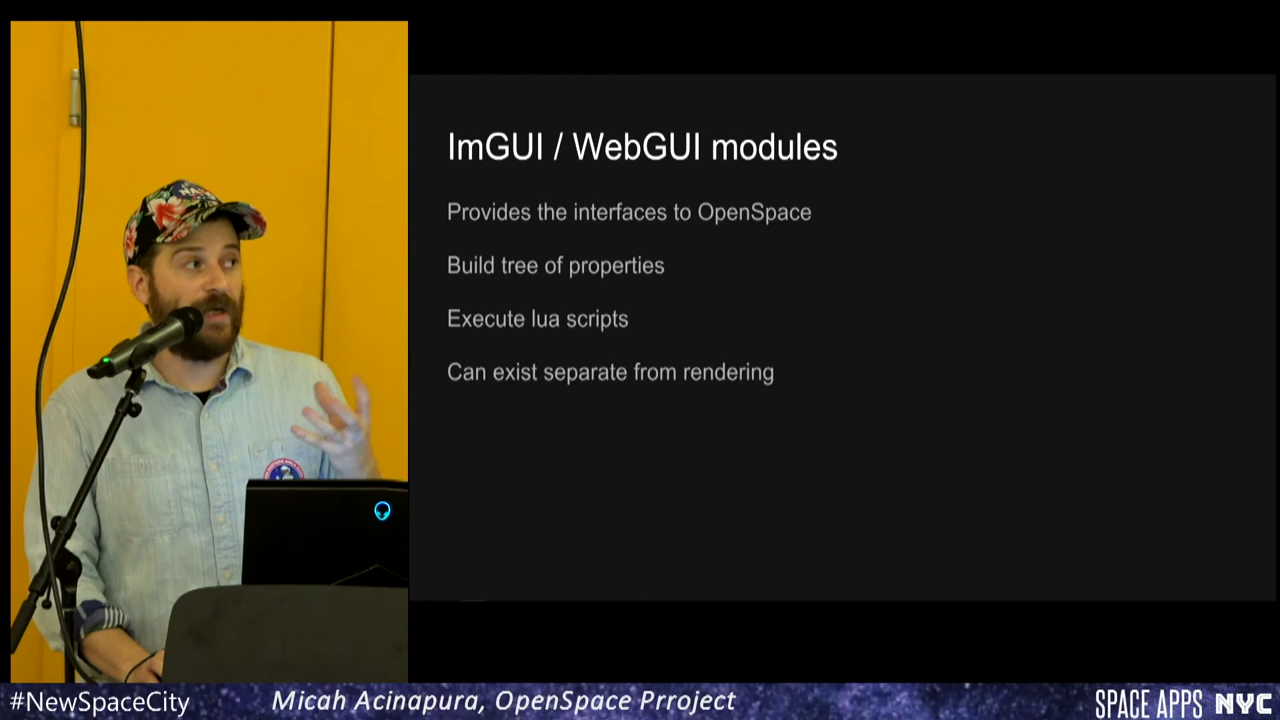 ImGUI / WebGUI modules
Provides the interfaces to OpenSpace
Build tree of properties
Execute lua scripts
Can exist separate from rendering
#NewSpaceCity
Micah Acinapura, OpenSpace Prroject
SPACE APPS NYC